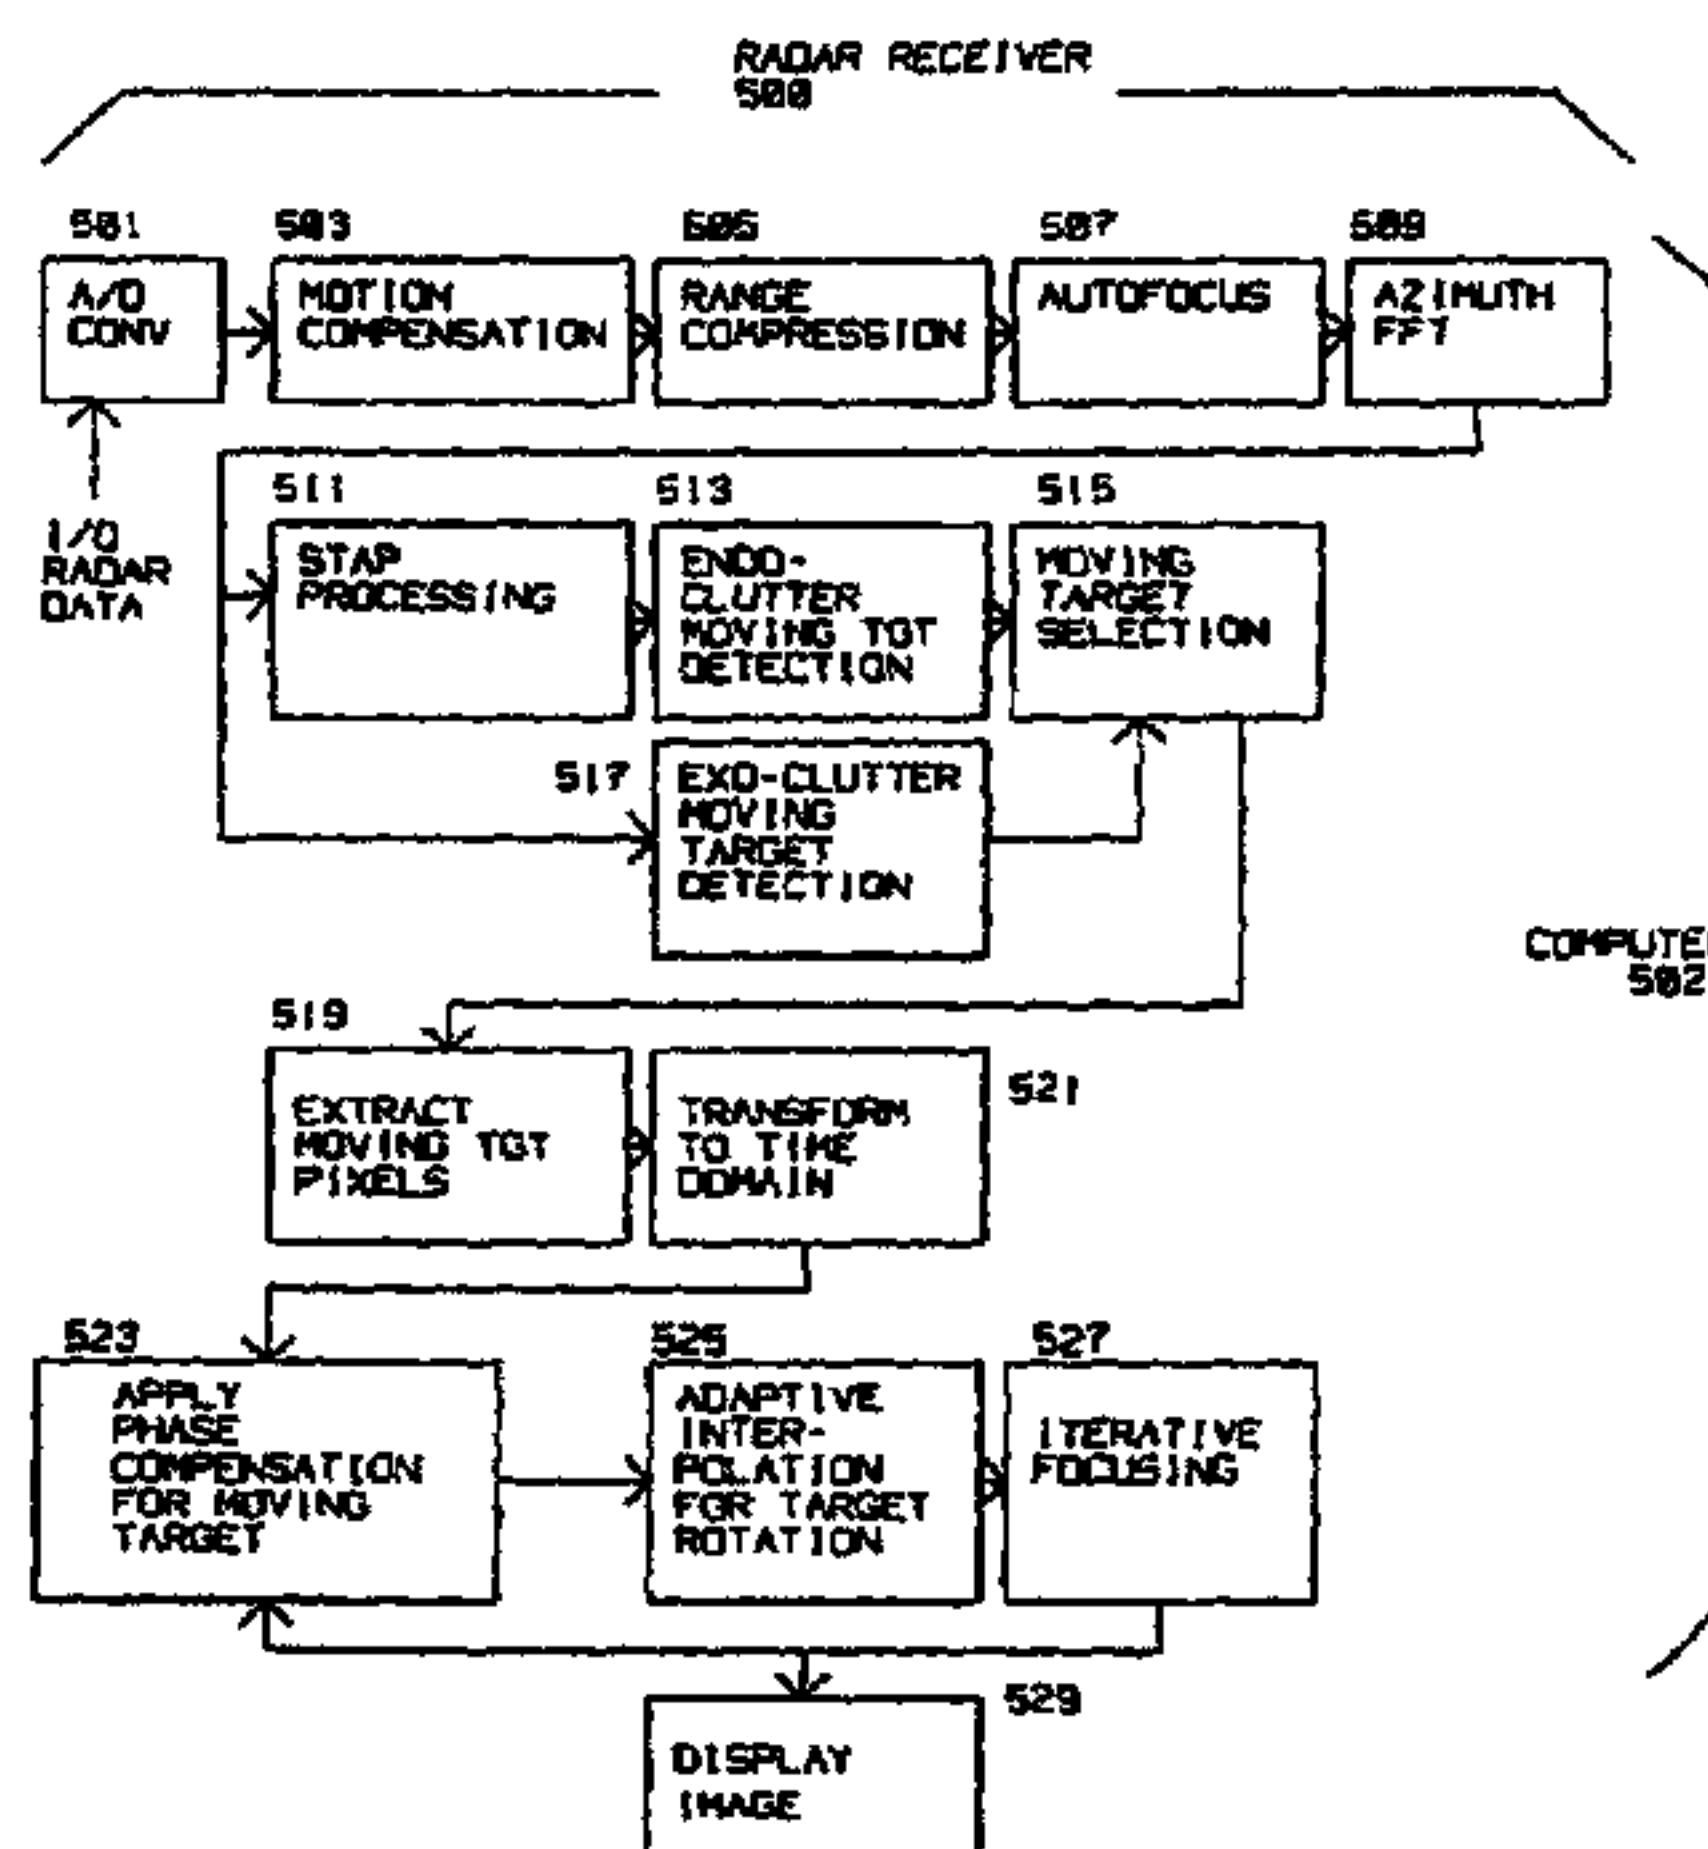 RADAR RECEIVER
500
501
503
505
507
509
A/D
CONV
MOTION
COMPENSATION
RANGE
COMPRESSION
AUTOFOCUS
AZIMUTH
FFT
I/Q
RADAR
DATA
511
513
515
STAP
PROCESSING
ENDO-
CLUTTER
MOVING TGT
DETECTION
MOVING
TARGET
SELECTION
517
EXO-CLUTTER
MOVING
TARGET
DETECTION
COMPUTE
502
519
EXTRACT
MOVING TGT
PIXELS
TRANSFORM
TO TIME
DOMAIN
521
523
525
527
APPLY
PHASE
COMPENSATION
FOR MOVING
TARGET
ADAPTIVE
INTER-
POLATION
FOR TARGET
ROTATION
ITERATIVE
FOCUSING
529
DISPLAY
IMAGE